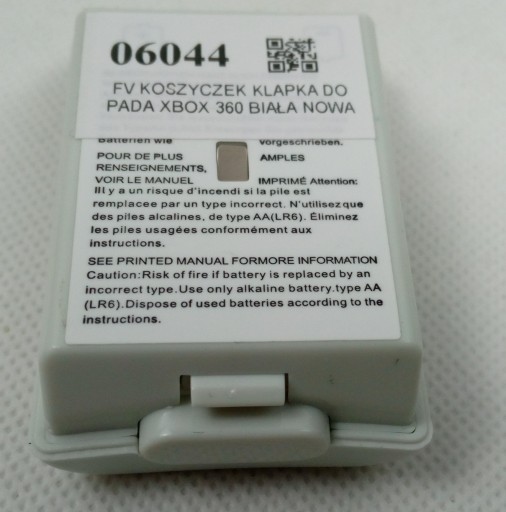 06044
FV KOSZYCZEK KLAPKA DO
PADA XBOX 360 BIAŁA NOWA
Batterien wie vorgeschrieben.
POUR DE PLUS AMPLES
RENSEIGNEMENTS,
VOIR LE MANUEL IMPRIMÉ Attention:
Ill y a un risque d'incendi si la pile est
remplacee par un type incorrect. N'utilisez que
des piles alcalines, de type AA(LR6). Éliminez
les piles usagées conformément aux
instructions.
SEE PRINTED MANUAL FORMORE INFORMATION
Caution:Risk of fire if battery is replaced by an
incorrect type.Use only alkaline battery.type AA
(LR6).Dispose of used batteries according to the
instructions.